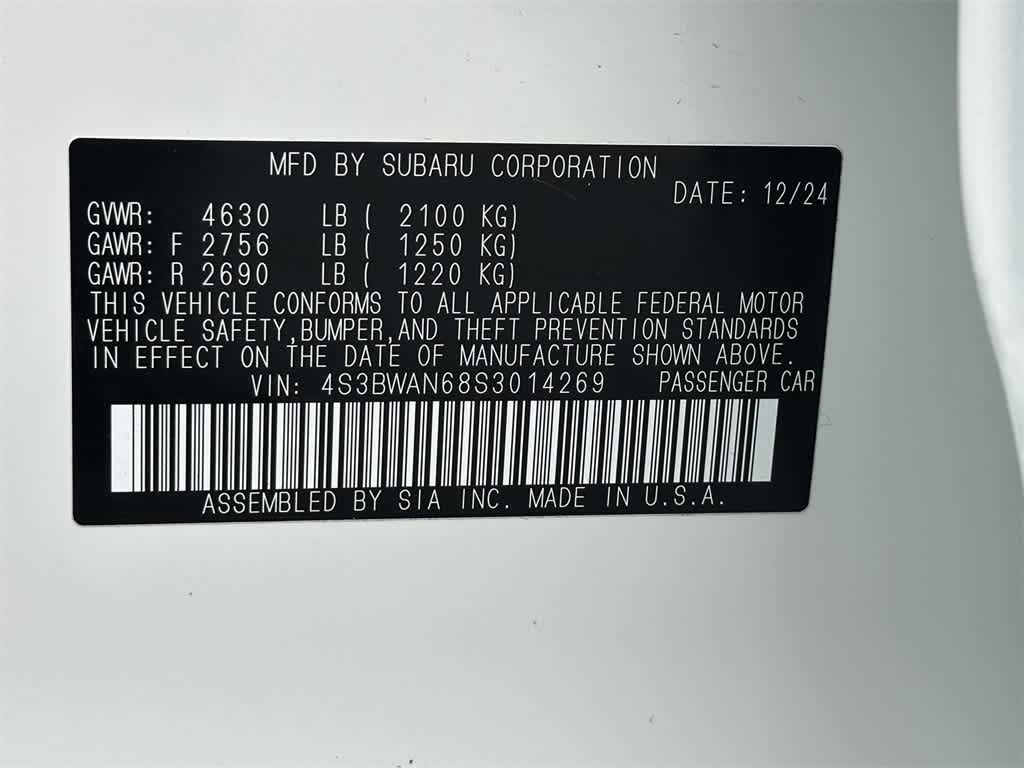 MFD BY SUBARU CORPORATION
DATE: 12/24
GVWR: 4630 LB ( 2100 KG)
GAWR: F 2756 LB ( 1250 KG)
GAWR: R 2690 LB ( 1220 KG)
THIS VEHICLE CONFORMS TO ALL APPLICABLE FEDERAL MOTOR
VEHICLE SAFETY,BUMPER,AND THEFT PREVENTION STANDARDS
IN EFFECT ON THE DATE OF MANUFACTURE SHOWN ABOVE.
VIN: 4S3BWAN68S3014269 PASSENGER CAR
ASSEMBLED BY SIA INC. MADE IN U.S.A.